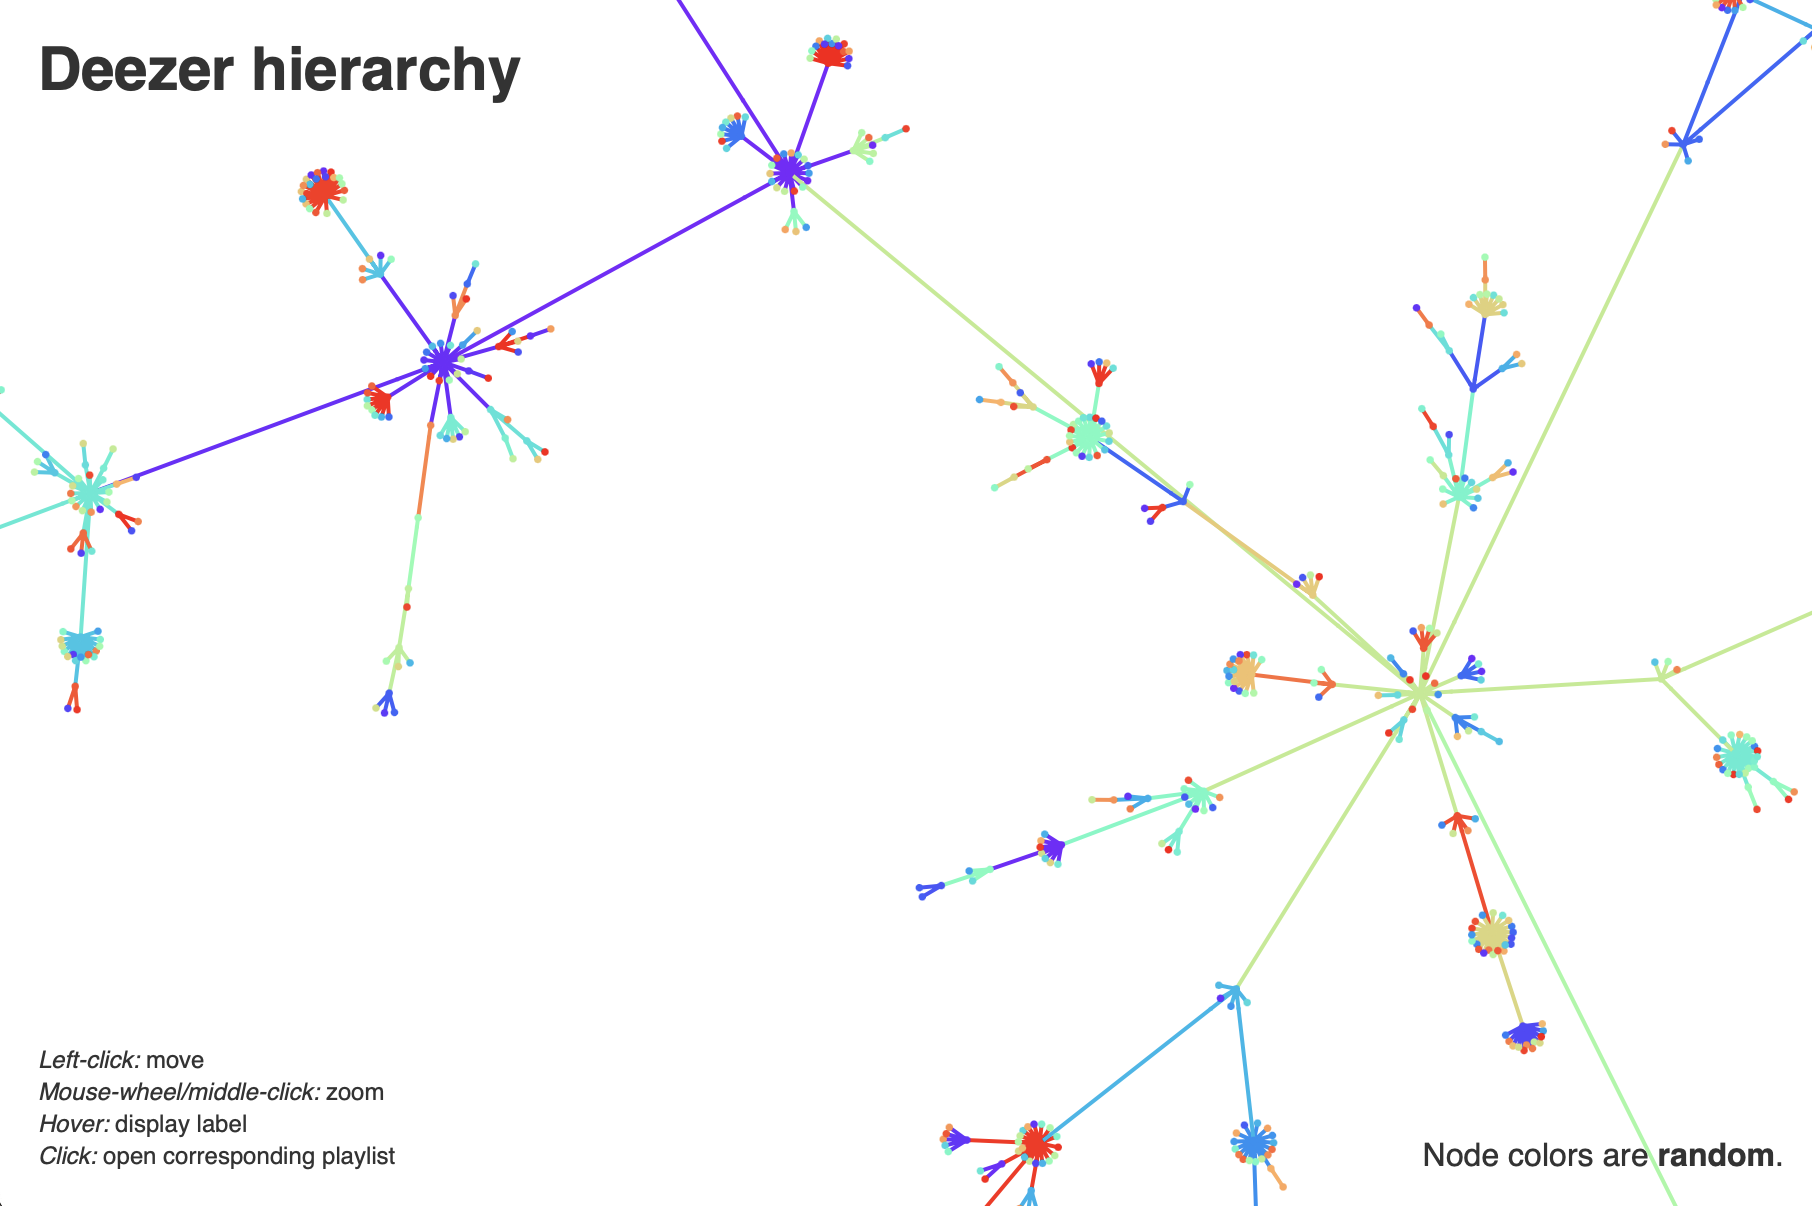 Deezer hierarchy
Left-click: move
Mouse-wheel/middle-click: zoom
Hover: display label
Click: open corresponding playlist
Node colors are random.